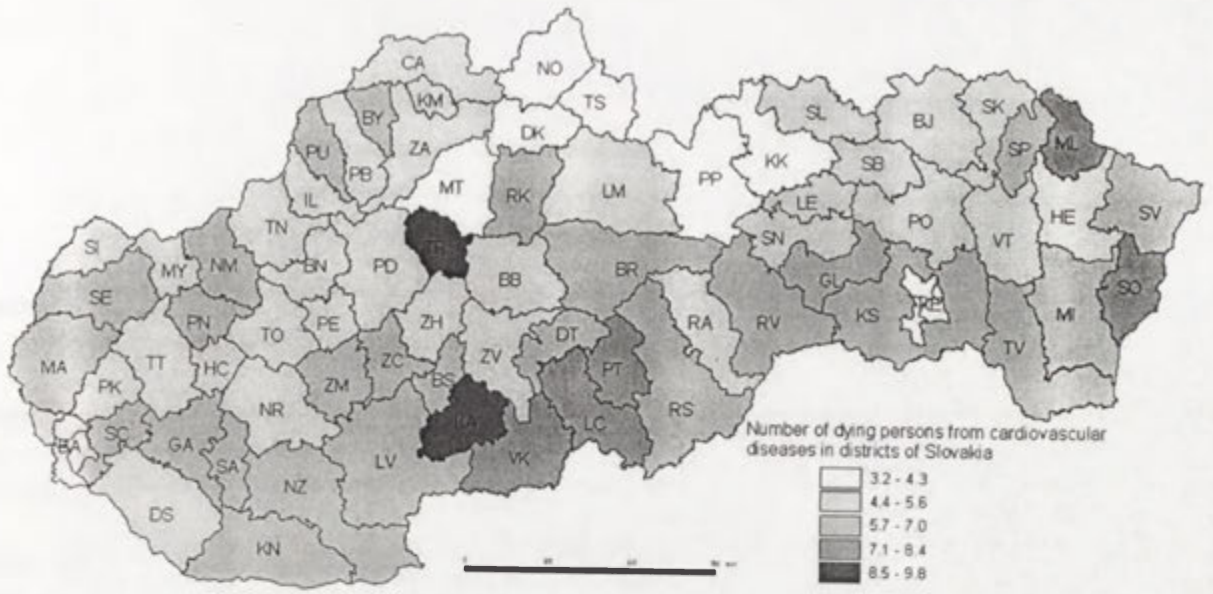 CA
NO
KM
TS
BY
DK
SL
BJ
SK
PU
ZA
SP
ML
PB
KK
SB
MT
PP
IL
RK
LM
LE
HE
SV
TN
PO
SI
SN
VT
MY
NM
BN
PD
BB
BR
SE
GL
SO
PN
TO
PE
ZH
RA
RV
KS
MI
TV
MA
TT
HC
ZC
ZV
DT
PK
ZM
BS
PT
NR
SC
GA
RS
BA
LC
SA
LV
VK
NZ
DS
KN
Number of dying persons from cardiovascular
diseases in districts of Slovakia
3.2 - 4.3
4.4 - 5.6
5.7 - 7.0
7.1 - 8.4
8.5 - 9.8